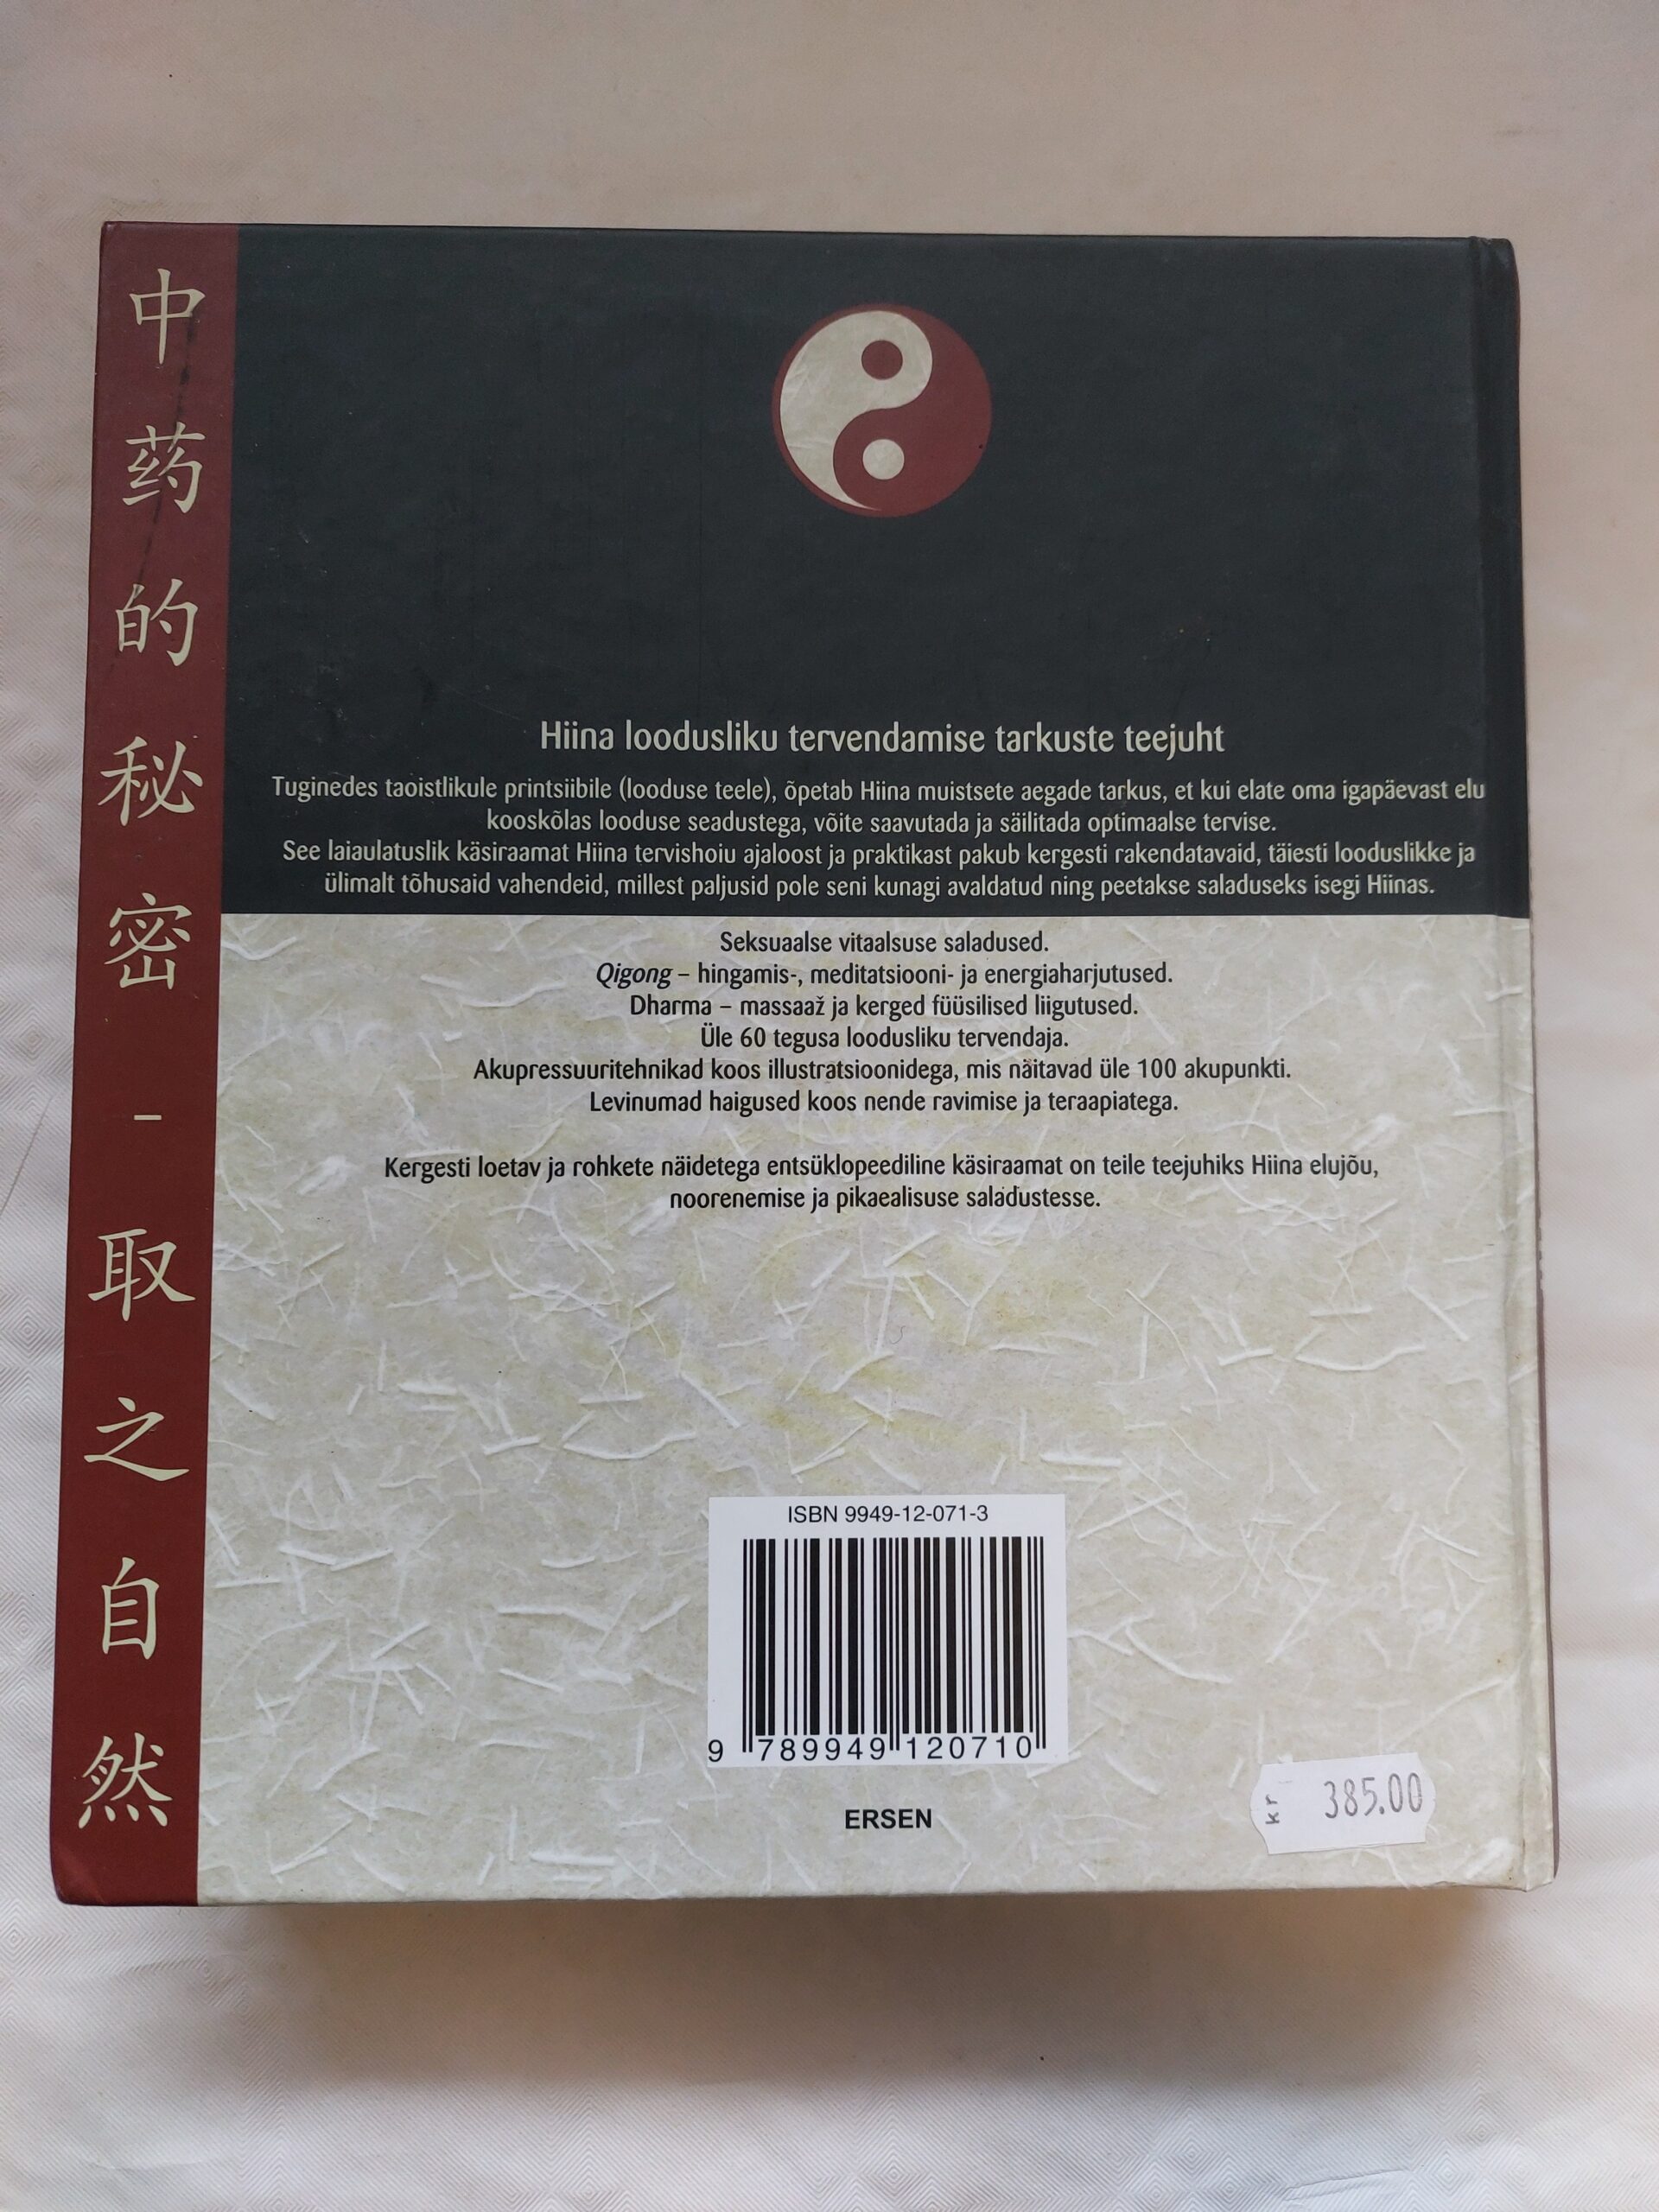 中药的秘密-取之自然
Hiina loodusliku tervendamise tarkuste teejuht
Tuginedes taoistlikule printsiibile (looduse teele), õpetab Hiina muistsete aegade tarkus, et kui elate oma igapäevast elu
kooskõlas looduse seadustega, võite saavutada ja säilitada optimaalse tervise.
See laiaulatuslik käsiraamat Hiina tervishoiu ajaloost ja praktikast pakub kergesti rakendatavaid, täiesti looduslikke ja
ülimalt tõhusaid vahendeid, millest paljusid pole seni kunagi avaldatud ning peetakse saladuseks isegi Hiinas.
Seksuaalse vitaalsuse saladused.
Qigong – hingamis-, meditatsiooni- ja energiaharjutused.
Dharma – massaaž ja kerged füüsilised liigutused.
Üle 60 tegusa loodusliku tervendaja.
Akupressuuritehnikad koos illustratsioonidega, mis näitavad üle 100 akupunkti.
Levinumad haigused koos nende ravimise ja teraapiatega.
Kergesti loetav ja rohkete näidetega entsüklopeediline käsiraamat on teile teejuhiks Hiina elujõu,
noorenemise ja pikaealisuse saladustesse.
ISBN 9949-12-071-3
9 789949 120710
ERSEN
kr 385.00